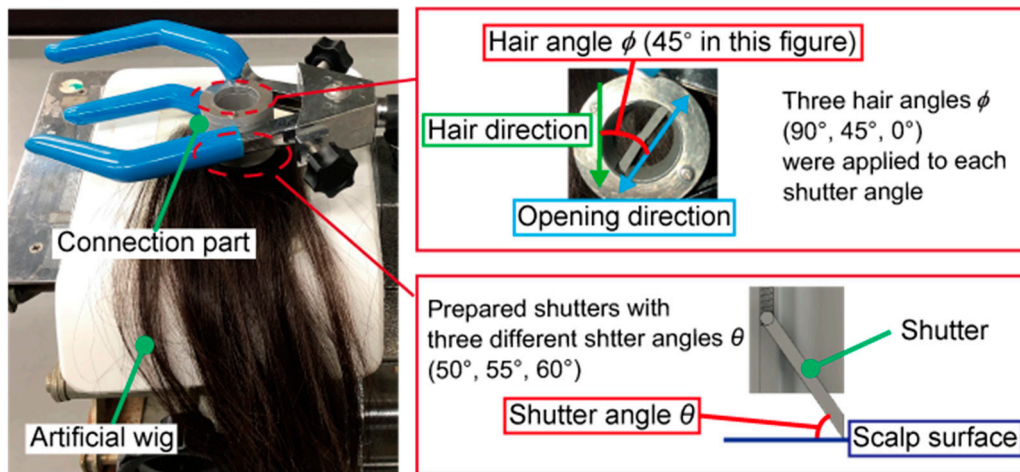 Hair angle ϕ (45° in this figure)
Hair direction
Three hair angles ϕ
(90°, 45°, 0°)
were applied to each
shutter angle
Opening direction
Connection part
Artificial wig
Prepared shutters with
three different shtter angles θ
(50°, 55°, 60°)
Shutter
Shutter angle θ
Scalp surface